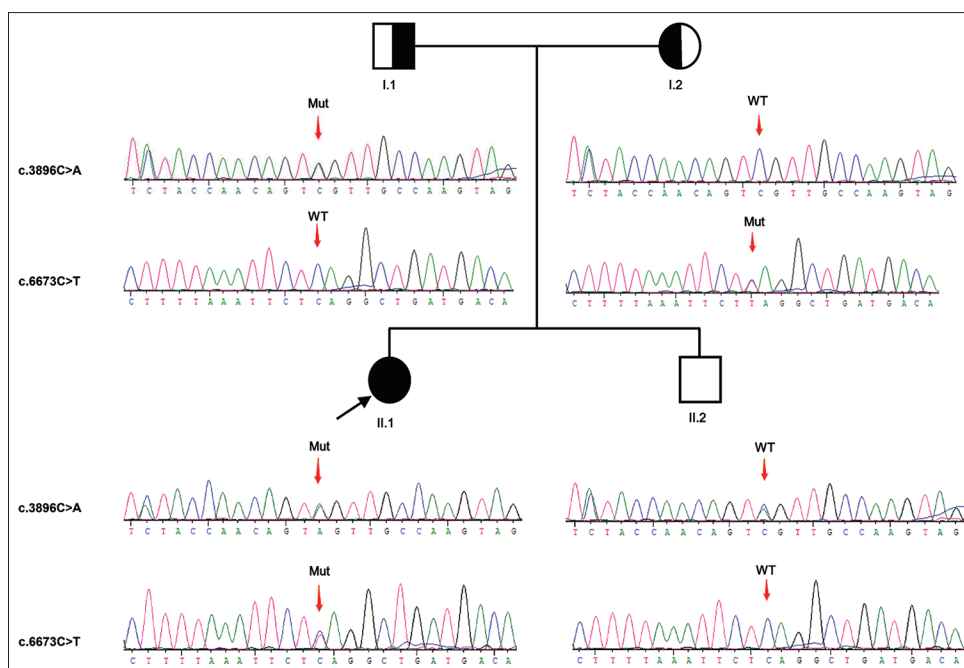 I.1 I.2
Mut WT
c.3896C>A
T C T A C C A A C A G T C G T T G C C A A G T A G T C T A C C A A C A G T C G T T G C C A A G T A G
WT Mut
c.6673C>T
C T T T T A A A T T C T C A G G C T G A T G A C A C T T T T A A A T T C T T A G G C T G A T G A C A
II.1 II.2
Mut WT
c.3896C>A
T C T A C C A A C A G T A G T T G C C A A G T A G T C T A C C A A C A G T C G T T G C C A A G T A G
Mut WT
c.6673C>T
C T T T T A A A T T C T C A G G C T G A T G A C A C T T T T A A A T T C T C A G G C T G A T G A C A